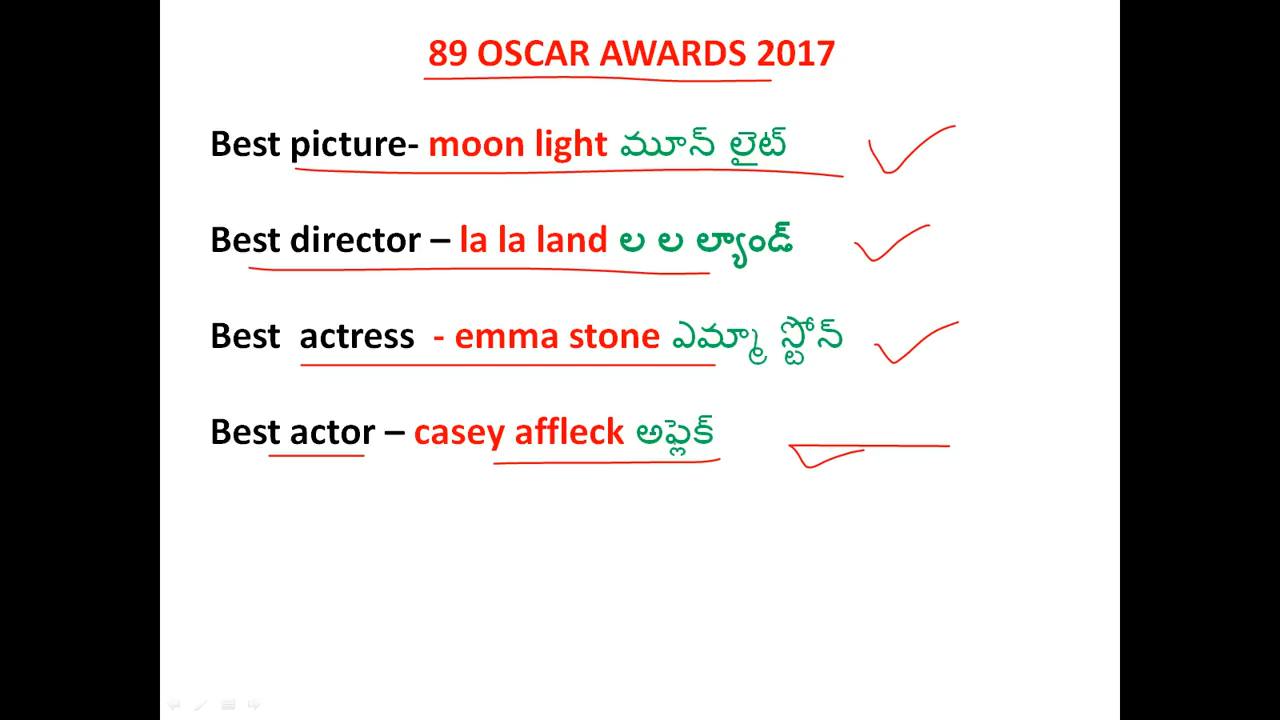 89 OSCAR AWARDS 2017
Best picture- moon light మూన్ లైట్
Best director – la la land ల ల ల్యాండ్
Best actress - emma stone ఎమ్మా స్టోన్
Best actor – casey affleck అఫ్లెక్